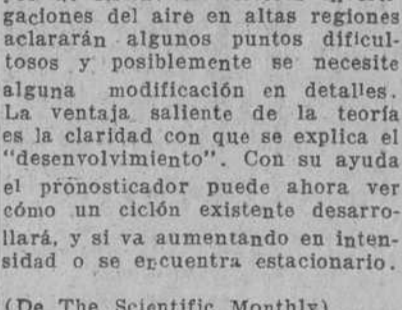 gaciones del aire en altas regiones
aclararán algunos puntos dificul-
tosos y posiblemente se necesite
alguna modificación en detalles.
La ventaja saliente de la teoría
es la claridad con que se explica el
"desenvolvimiento". Con su ayuda
el pronosticador puede ahora ver
cómo un ciclón existente desarro-
llará, y si va aumentando en inten-
sidad o se encuentra estacionario.
(De The Scientific Monthly)